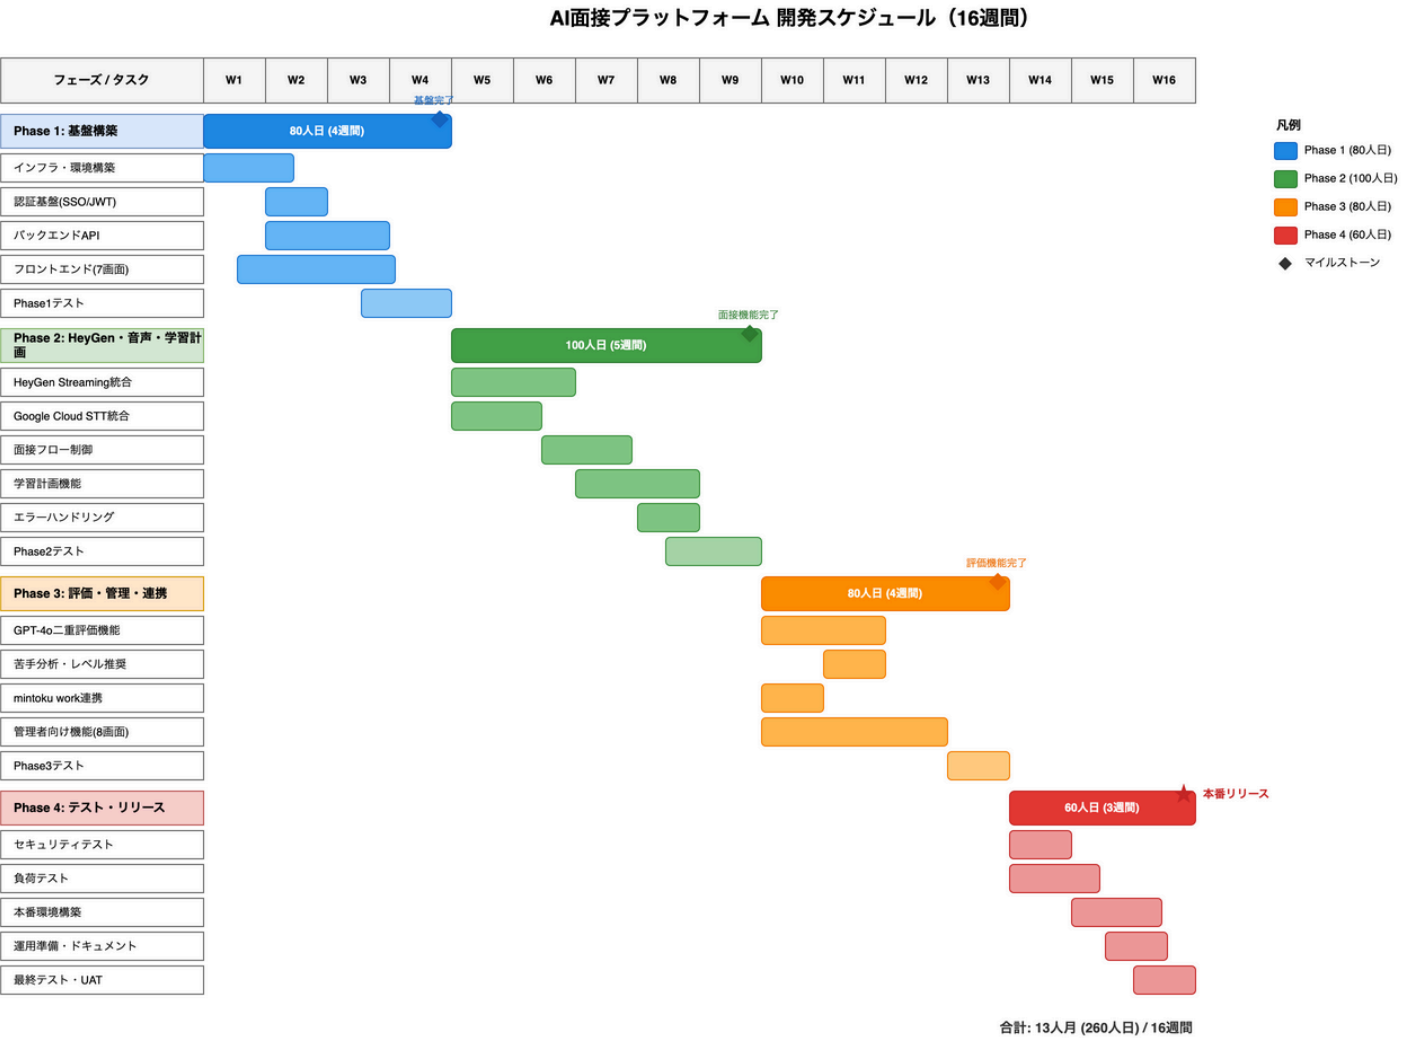 AI面接プラットフォーム 開発スケジュール（16週間）
フェーズ / タスク W1 W2 W3 W4 W5 W6 W7 W8 W9 W10 W11 W12 W13 W14 W15 W16
基盤完了
Phase 1: 基盤構築 80人日 (4週間)
インフラ・環境構築
認証基盤(SSO/JWT)
バックエンドAPI
フロントエンド(7画面)
Phase1テスト
面接機能完了
Phase 2: HeyGen・音声・学習計
画
100人日 (5週間)
HeyGen Streaming統合
Google Cloud STT統合
面接フロー制御
学習計画機能
エラーハンドリング
Phase2テスト
評価機能完了
Phase 3: 評価・管理・連携 80人日 (4週間)
GPT-4o二重評価機能
苦手分析・レベル推奨
mintoku work連携
管理者向け機能(8画面)
Phase3テスト
Phase 4: テスト・リリース 60人日 (3週間) 本番リリース
セキュリティテスト
負荷テスト
本番環境構築
運用準備・ドキュメント
最終テスト・UAT
凡例
Phase 1 (80人日)
Phase 2 (100人日)
Phase 3 (80人日)
Phase 4 (60人日)
マイルストーン
合計: 13人月 (260人日) / 16週間